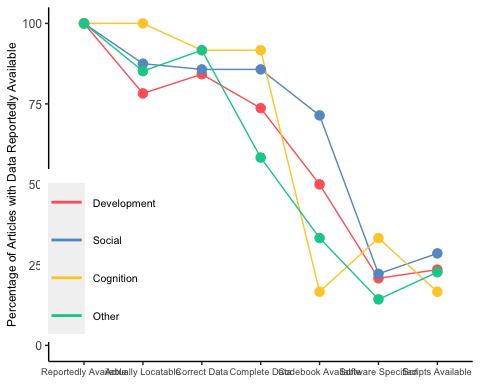 Percentage of Articles with Data Reportedly Available
100
75
50
25
0
Development
Social
Cognition
Other
Reportedly Available Actually Locatable Correct Data Complete Data Codebook Available Software Specified Scripts Available